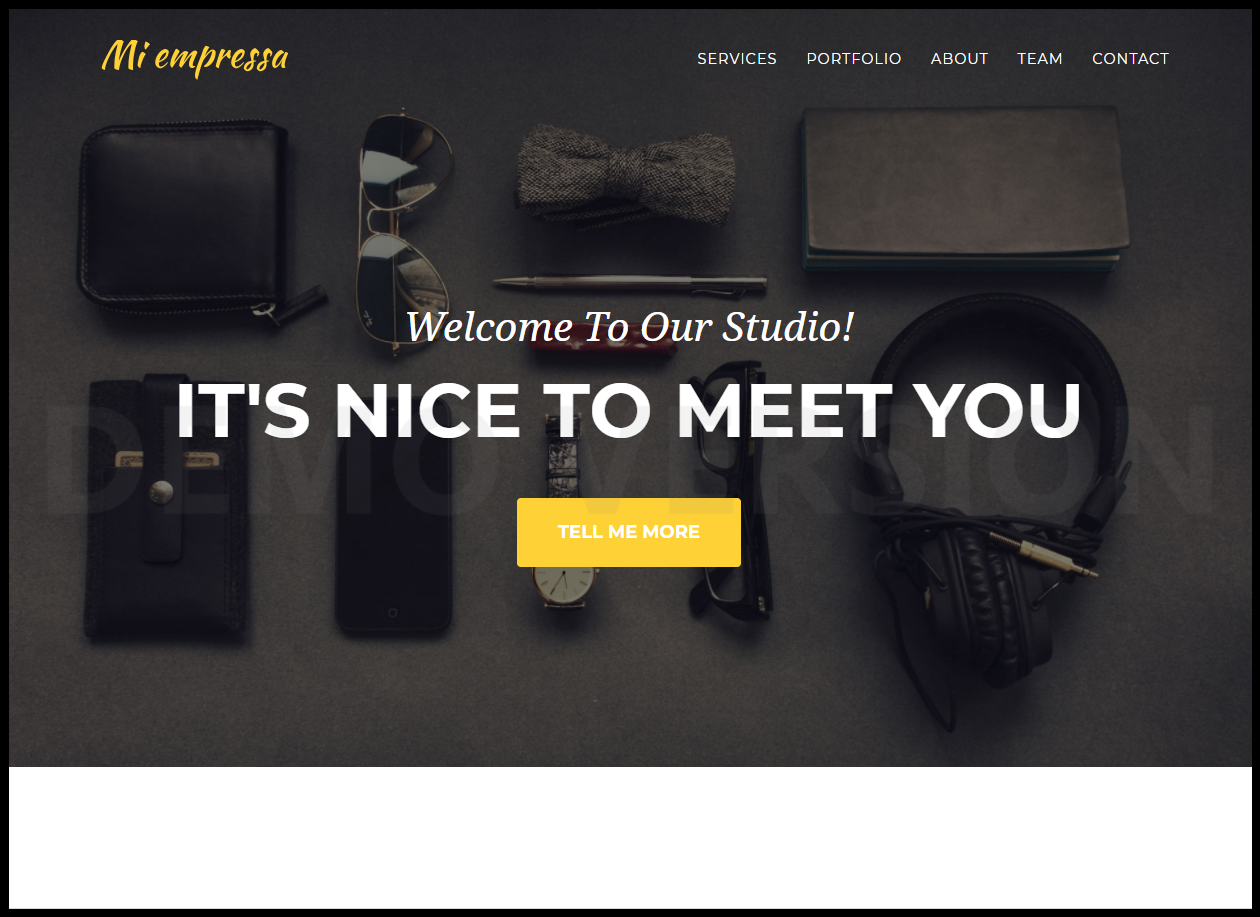 Mi empressa
SERVICES PORTFOLIO ABOUT TEAM CONTACT
Welcome To Our Studio!
IT'S NICE TO MEET YOU
DEMO VERSION
TELL ME MORE